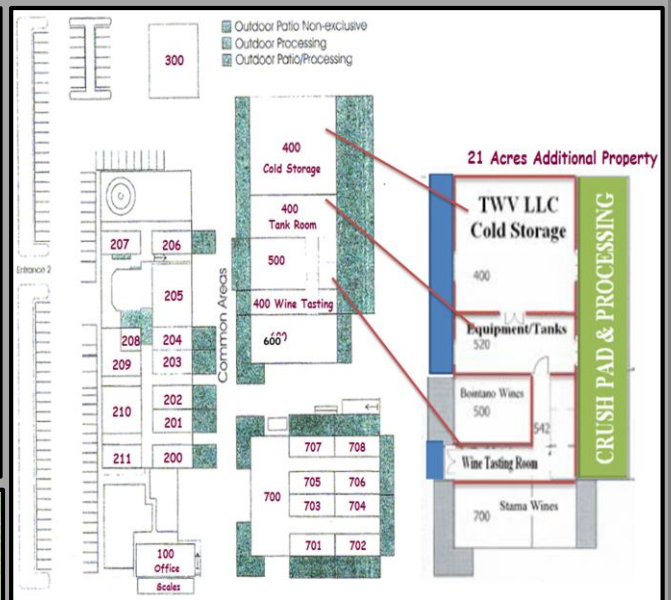 Outdoor Patio Non-exclusive
Outdoor Processing
Outdoor Patio/Processing
300
400
Cold Storage
400
Tank Room
500
400 Wine Tasting
600
Common Areas
Entrance 2
207
206
205
208
204
209
203
202
210
201
211
200
100
Office
Scales
700
707
708
705
706
703
704
701
702
21 Acres Additional Property
TWV LLC
Cold Storage
400
Equipment/Tanks
520
500
542
Wine Tasting Room
700
Wines
CRUSH PAD & PROCESSING